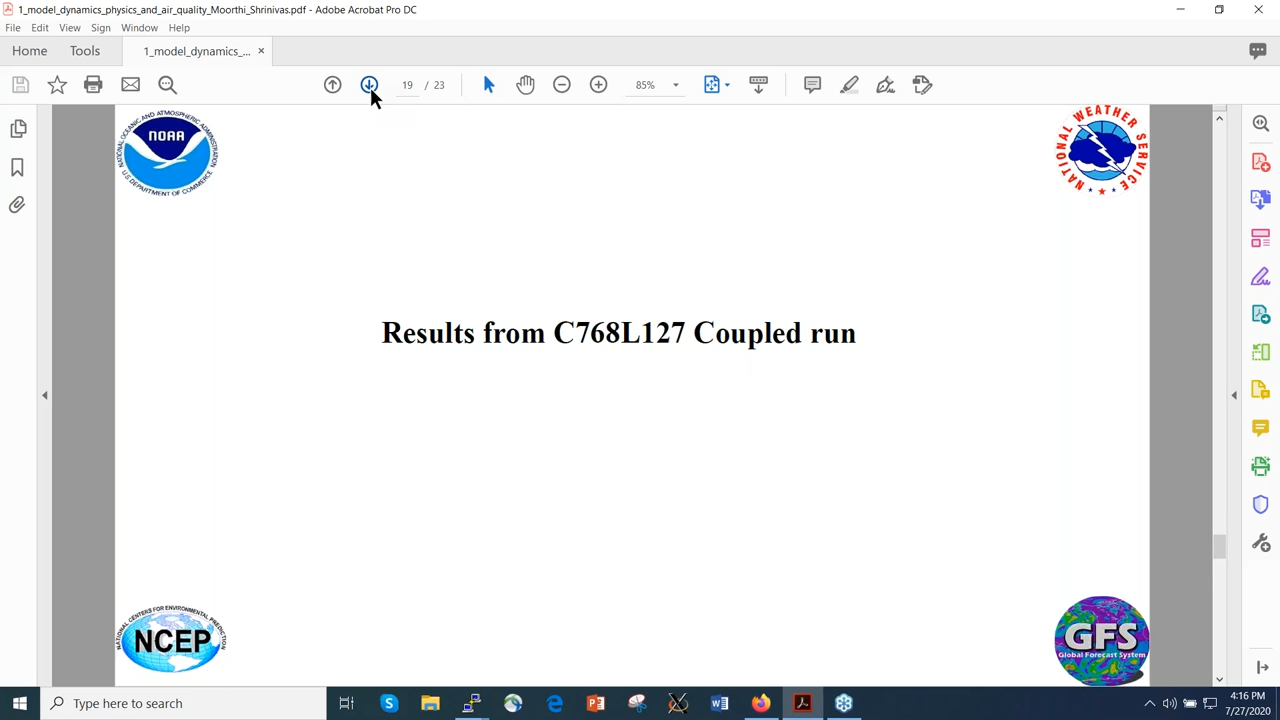 1_model_dynamics_physics_and_air_quality_Moorthi_Shrinivas.pdf - Adobe Acrobat Pro DC
File Edit View Sign Window Help
Home Tools 1_model_dynamics_... ×
19 / 23 85%
NATIONAL OCEANIC AND ATMOSPHERIC ADMINISTRATION
NOAA
U.S. DEPARTMENT OF COMMERCE
NATIONAL WEATHER SERVICE
Results from C768L127 Coupled run
NATIONAL CENTERS FOR ENVIRONMENTAL PREDICTION
NCEP
GFS
Global Forecast System
Type here to search
4:16 PM
7/27/2020